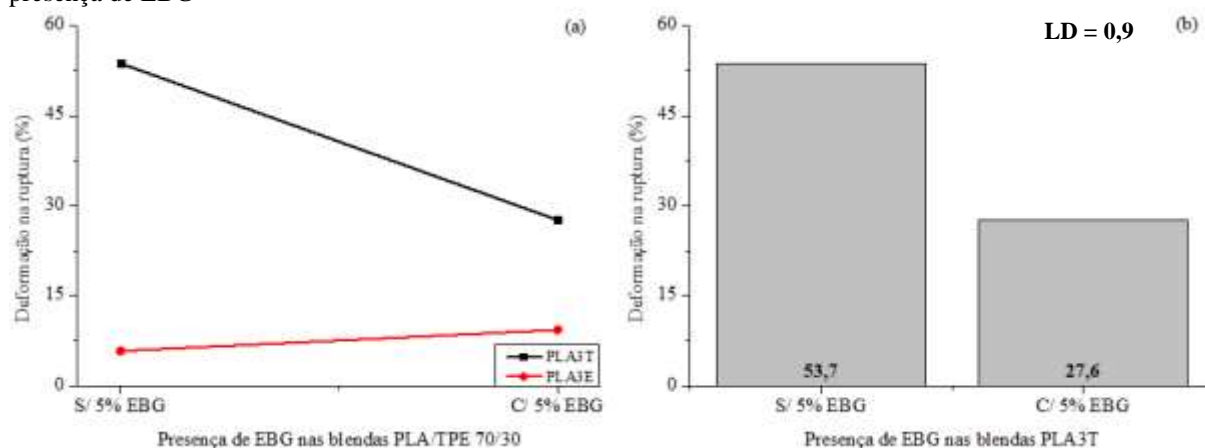 presença de EBG
(a)
60
45
30
15
0
Daformação na ruptura (%)
S/ 5% EBG
C/ 5% EBG
PLA3T
PLA3E
Presença de EBG nas blendas PLA/TPE 70/30
LD = 0,9
(b)
60
45
30
15
0
Daformação na ruptura (%)
53,7
27,6
S/ 5% EBG
C/ 5% EBG
Presença de EBG nas blendas PLA3T